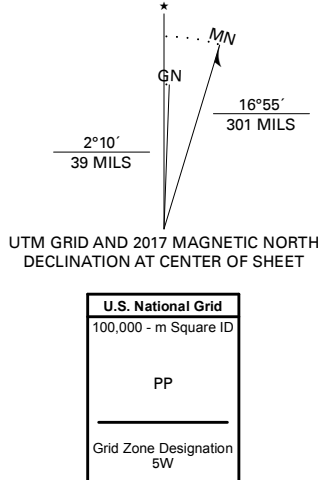 ★
MN
GN
16°55´
301 MILS
2°10´
39 MILS
UTM GRID AND 2017 MAGNETIC NORTH
DECLINATION AT CENTER OF SHEET
U.S. National Grid
100,000 - m Square ID
PP
Grid Zone Designation
5W